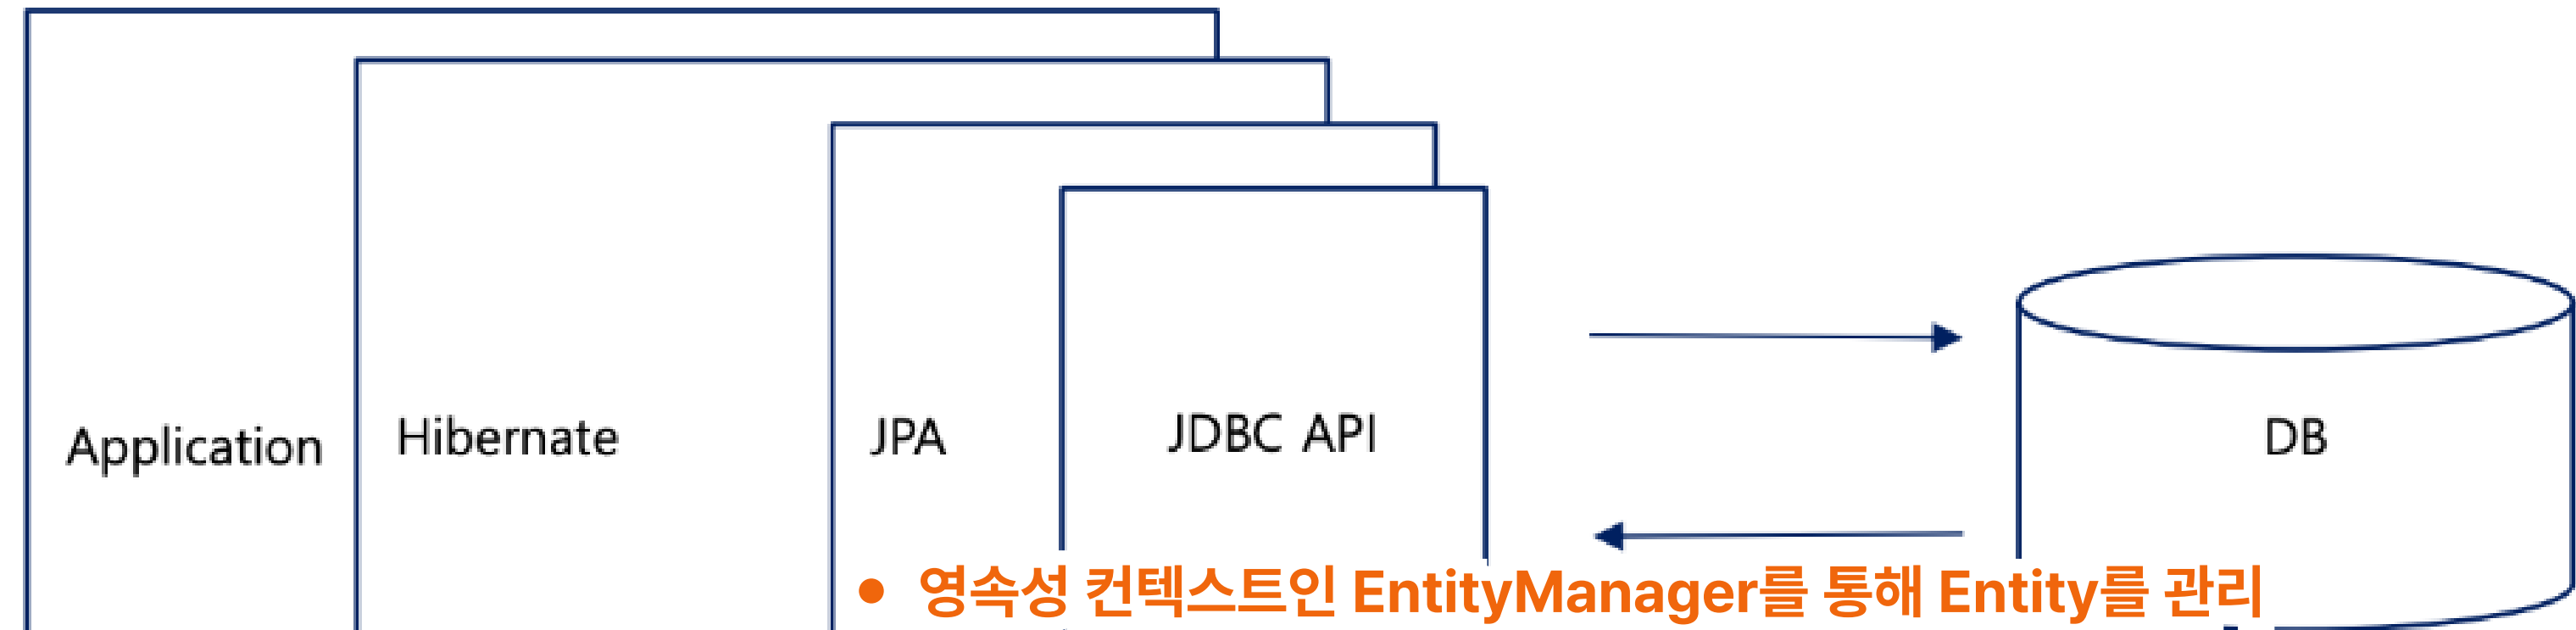 Application
Hibernate
JPA
JDBC API
DB
• 영속성 컨텍스트인 EntityManager를 통해 Entity를 관리